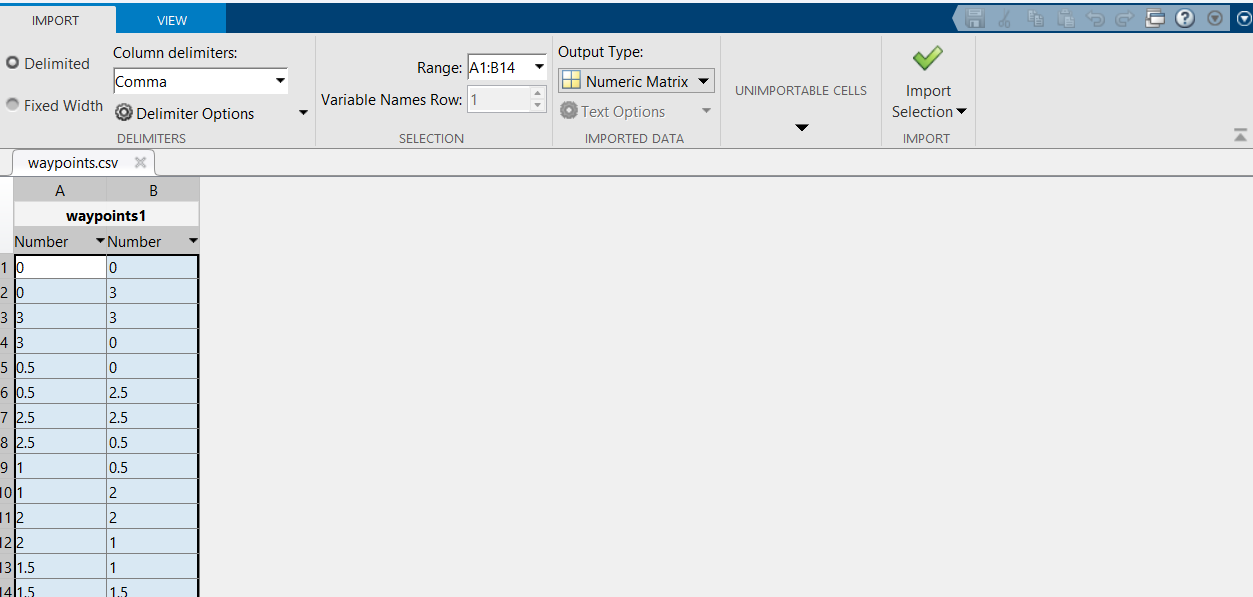 IMPORT VIEW
Delimited
Fixed Width
Column delimiters:
Comma
Delimiter Options
DELIMITERS
Range: A1:B14
Variable Names Row: 1
SELECTION
Output Type:
Numeric Matrix
Text Options
IMPORTED DATA
UNIMPORTABLE CELLS
Import
Selection
IMPORT
waypoints.csv
A B
waypoints1
Number Number
1 0 0
2 0 3
3 3 3
4 3 0
5 0.5 0
6 0.5 2.5
7 2.5 2.5
8 2.5 0.5
9 1 0.5
10 1 2
11 2 2
12 2 1
13 1.5 1
14 1.5 1.5